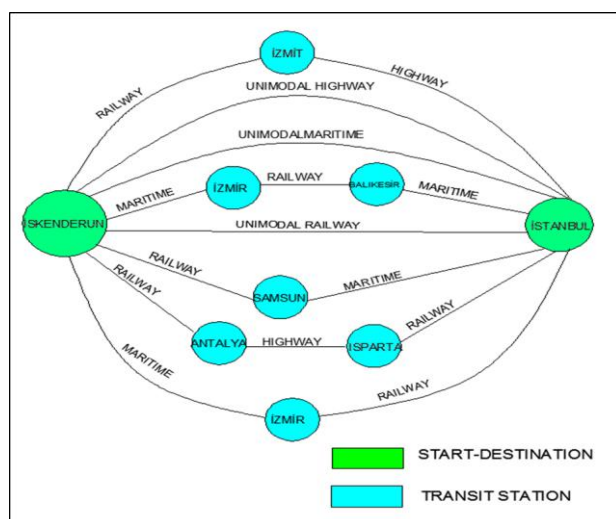 İZMİT
RAILWAY
HIGHWAY
UNIMODAL HIGHWAY
UNIMODALMARITIME
MARITIME
İZMİR
RAILWAY
BALIKESİR
MARITIME
İSKENDERUN
UNIMODAL RAILWAY
İSTANBUL
RAILWAY
SAMSUN
MARITIME
RAILWAY
ANTALYA
HIGHWAY
ISPARTA
RAILWAY
MARITIME
İZMİR
RAILWAY
START-DESTINATION
TRANSIT STATION